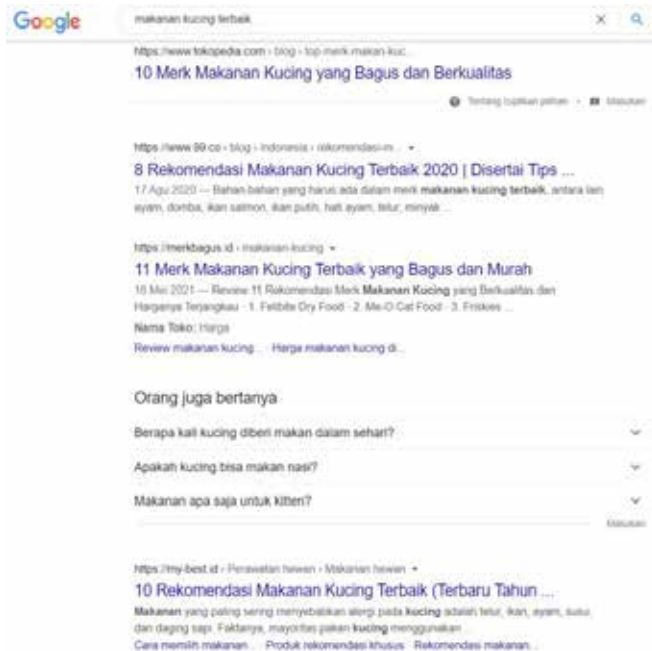 Google
makanan kucing terbaik
https://www.tokopedia.com › blog › top-merk-makan-kuc...
10 Merk Makanan Kucing yang Bagus dan Berkualitas
Tentang cuplikan pilihan • Masukan
https://www.99.co › blog › indonesia › rekomendasi-m...
8 Rekomendasi Makanan Kucing Terbaik 2020 | Disertai Tips ...
17 Agu 2020 — Bahan-bahan yang harus ada dalam merk makanan kucing terbaik, antara lain
ayam, domba, ikan salmon, ikan putih, hati ayam, telur, minyak ...
https://merkbagus.id › makanan-kucing
11 Merk Makanan Kucing Terbaik yang Bagus dan Murah
18 Mei 2021 — Review 11 Rekomendasi Merk Makanan Kucing yang Berkualitas dan
Harganya Terjangkau · 1. Felibite Dry Food · 2. Me-O Cat Food · 3. Friskies ...
Nama Toko: Harga
Review makanan kucing... · Harga makanan kucing di...
Orang juga bertanya
Berapa kali kucing diberi makan dalam sehari?
Apakah kucing bisa makan nasi?
Makanan apa saja untuk kitten?
Masukan
https://my-best.id › Perawatan hewan › Makanan hewan
10 Rekomendasi Makanan Kucing Terbaik (Terbaru Tahun ...
Makanan yang paling sering menyebabkan alergi pada kucing adalah telur, ikan, ayam, susu,
dan daging sapi. Faktanya, mayoritas pakan kucing menggunakan ...
Cara memilih makanan... · Produk rekomendasi khusus · Rekomendasi makanan...